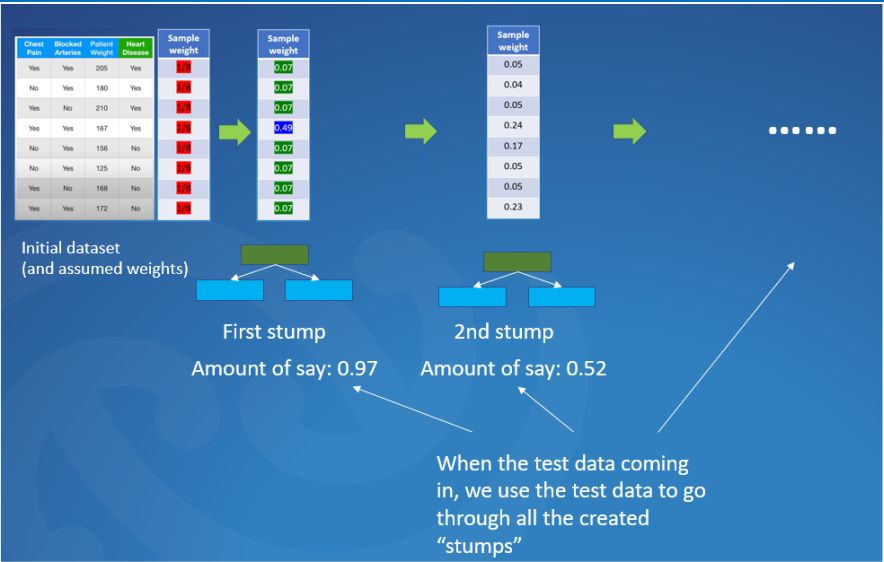 Chest Pain Blocked Arteries Patient Weight Heart Disease
Yes Yes 205 Yes
No Yes 180 Yes
Yes No 210 Yes
Yes Yes 167 Yes
No Yes 156 No
No Yes 125 No
Yes No 168 No
Yes Yes 172 No
Sample
weight
1/8
1/8
1/8
1/8
1/8
1/8
1/8
1/8
Sample
weight
0.07
0.07
0.07
0.49
0.07
0.07
0.07
0.07
Sample
weight
0.05
0.04
0.05
0.24
0.17
0.05
0.05
0.23
......
Initial dataset
(and assumed weights)
First stump
Amount of say: 0.97
2nd stump
Amount of say: 0.52
When the test data coming
in, we use the test data to go
through all the created
“stumps”